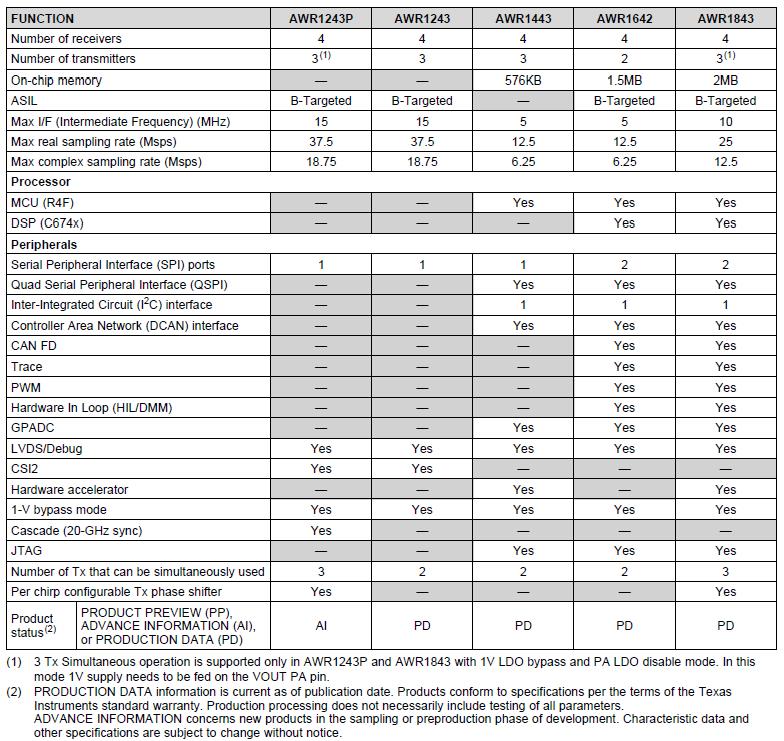 FUNCTION AWR1243P AWR1243 AWR1443 AWR1642 AWR1843
Number of receivers 4 4 4 4 4
Number of transmitters 3(1) 3 3 2 3(1)
On-chip memory — — 576KB 1.5MB 2MB
ASIL B-Targeted B-Targeted — B-Targeted B-Targeted
Max I/F (Intermediate Frequency) (MHz) 15 15 5 5 10
Max real sampling rate (Msps) 37.5 37.5 12.5 12.5 25
Max complex sampling rate (Msps) 18.75 18.75 6.25 6.25 12.5
Processor
MCU (R4F) — — Yes Yes Yes
DSP (C674x) — — — Yes Yes
Peripherals
Serial Peripheral Interface (SPI) ports 1 1 1 2 2
Quad Serial Peripheral Interface (QSPI) — — Yes Yes Yes
Inter-Integrated Circuit (I2C) interface — — 1 1 1
Controller Area Network (DCAN) interface — — Yes Yes Yes
CAN FD — — — Yes Yes
Trace — — — Yes Yes
PWM — — — Yes Yes
Hardware In Loop (HIL/DMM) — — — Yes Yes
GPADC — — Yes Yes Yes
LVDS/Debug Yes Yes Yes Yes Yes
CSI2 Yes Yes — — —
Hardware accelerator — — Yes — Yes
1-V bypass mode Yes Yes Yes Yes Yes
Cascade (20-GHz sync) Yes — — — —
JTAG — — Yes Yes Yes
Number of Tx that can be simultaneously used 3 2 2 2 3
Per chirp configurable Tx phase shifter Yes — — — Yes
Product status(2) PRODUCT PREVIEW (PP),
ADVANCE INFORMATION (AI), AI PD PD PD PD
or PRODUCTION DATA (PD)
(1) 3 Tx Simultaneous operation is supported only in AWR1243P and AWR1843 with 1V LDO bypass and PA LDO disable mode. In this
mode 1V supply needs to be fed on the VOUT PA pin.
(2) PRODUCTION DATA information is current as of publication date. Products conform to specifications per the terms of the Texas
Instruments standard warranty. Production processing does not necessarily include testing of all parameters.
ADVANCE INFORMATION concerns new products in the sampling or preproduction phase of development. Characteristic data and
other specifications are subject to change without notice.